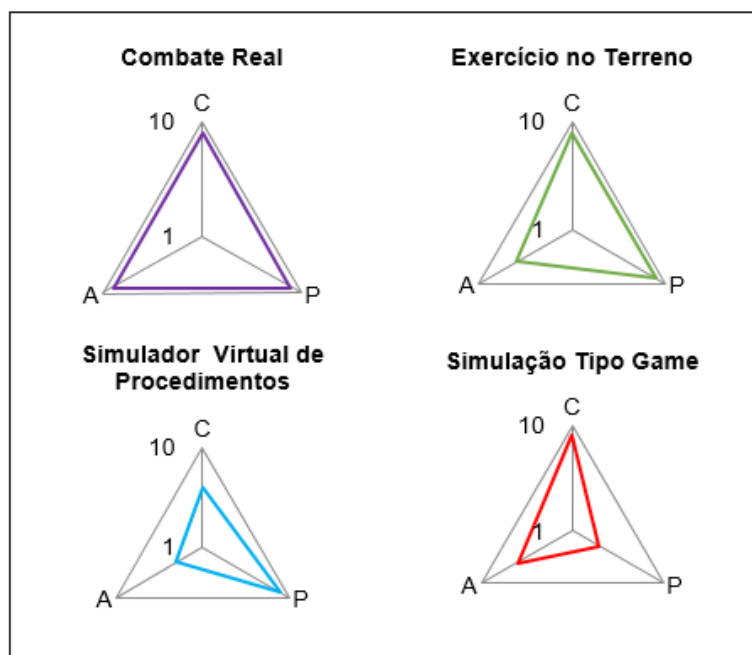 Combate Real
C
10
1
A
P
Exercício no Terreno
C
10
1
A
P
Simulador Virtual de
Procedimentos
C
10
1
A
P
Simulação Tipo Game
C
10
1
A
P